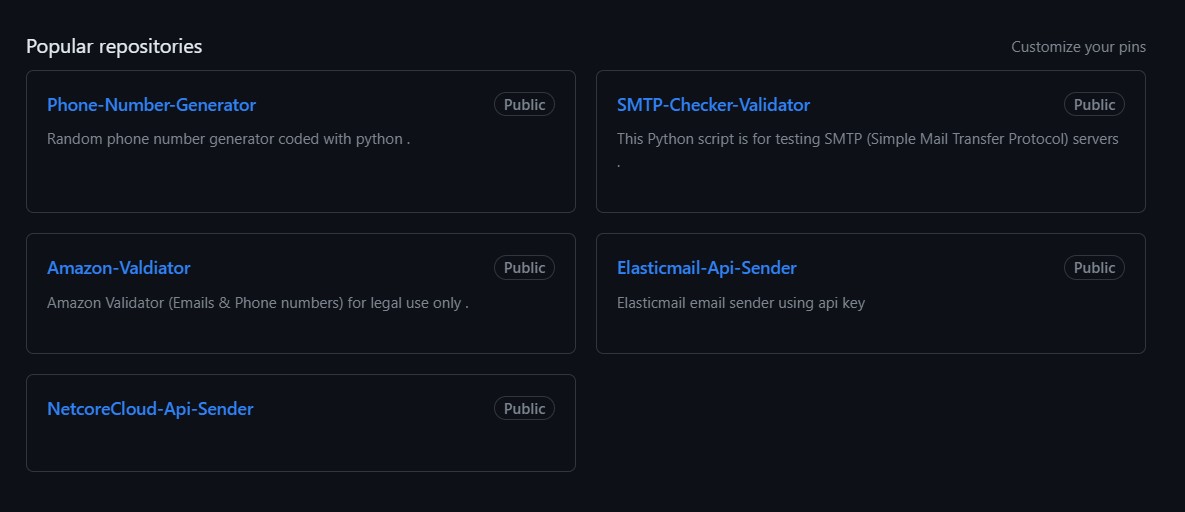 Popular repositories
Customize your pins
Phone-Number-Generator
Public
Random phone number generator coded with python .
SMTP-Checker-Validator
Public
This Python script is for testing SMTP (Simple Mail Transfer Protocol) servers
.
Amazon-Valdiator
Public
Amazon Validator (Emails & Phone numbers) for legal use only .
Elasticmail-Api-Sender
Public
Elasticmail email sender using api key
NetcoreCloud-Api-Sender
Public